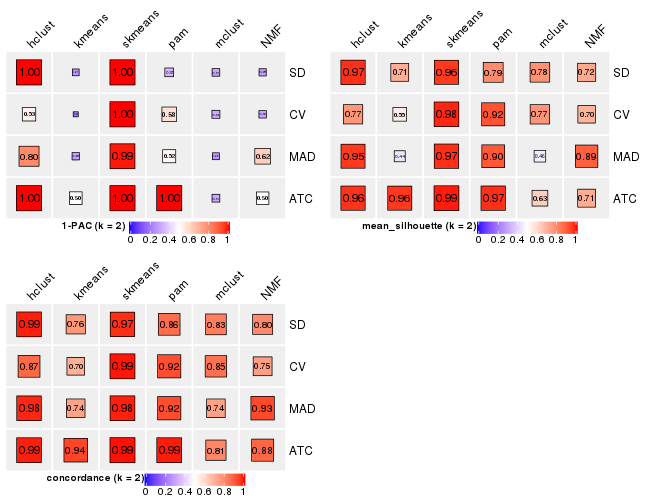 hclust kmeans skmeans pam mclust NMF
1.00 1.00 SD
0.53 1.00 0.58 CV
0.80 0.99 0.52 0.62 MAD
1.00 0.50 1.00 1.00 0.50 ATC
1-PAC (k = 2)
0 0.2 0.4 0.6 0.8 1
hclust kmeans skmeans pam mclust NMF
0.97 0.71 0.96 0.79 0.78 0.72 SD
0.77 0.55 0.98 0.92 0.77 0.70 CV
0.95 0.44 0.97 0.90 0.89 MAD
0.96 0.96 0.99 0.97 0.63 0.71 ATC
mean_silhouette (k = 2)
0 0.2 0.4 0.6 0.8 1
hclust kmeans skmeans pam mclust NMF
0.99 0.76 0.97 0.86 0.83 0.80 SD
0.87 0.70 0.99 0.92 0.85 0.75 CV
0.98 0.74 0.98 0.92 0.74 0.93 MAD
0.99 0.94 0.99 0.99 0.81 0.88 ATC
concordance (k = 2)
0 0.2 0.4 0.6 0.8 1